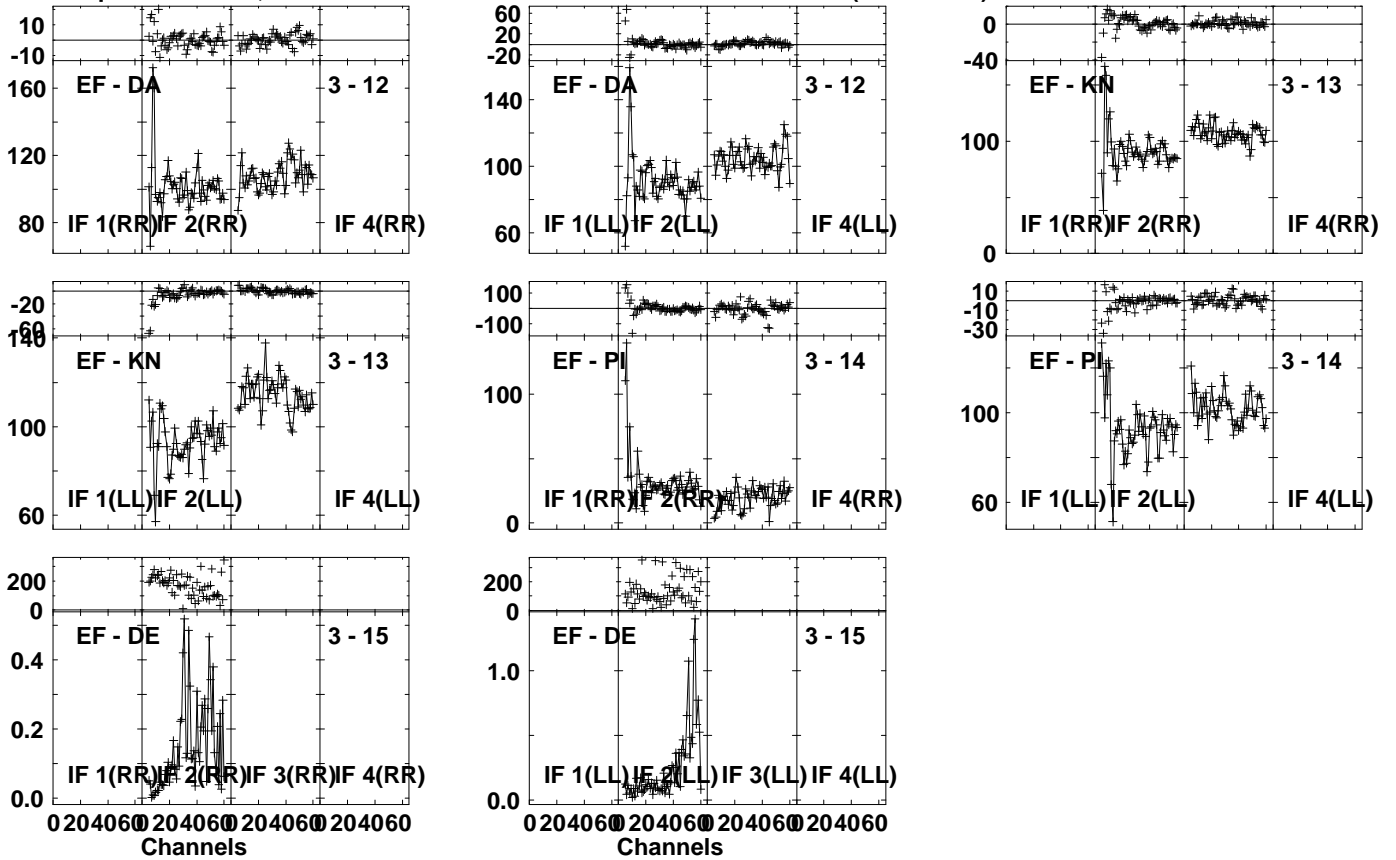 10
-10
EF - DA 3 - 12
160
120
80
IF 1(RR) IF 2(RR) IF 4(RR)
60
20
-20
EF - DA 3 - 12
140
100
60
IF 1(LL) IF 2(LL) IF 4(LL)
0
-40
EF - KN 3 - 13
100
0
IF 1(RR) IF 2(RR) IF 4(RR)
-20
-60
EF - KN 3 - 13
140
100
60
IF 1(LL) IF 2(LL) IF 4(LL)
100
-100
EF - PI 3 - 14
100
0
IF 1(RR) IF 2(RR) IF 4(RR)
10
-10
-30
EF - PI 3 - 14
100
60
IF 1(LL) IF 2(LL) IF 4(LL)
200
0
EF - DE 3 - 15
0.4
0.2
0.0
IF 1(RR) IF 2(RR) IF 3(RR) IF 4(RR)
0 20 40 60 0 20 40 60 0 20 40 60 0 20 40 60
Channels
200
0
EF - DE 3 - 15
1.0
0.0
IF 1(LL) IF 2(LL) IF 3(LL) IF 4(LL)
0 20 40 60 0 20 40 60 0 20 40 60 0 20 40 60
Channels